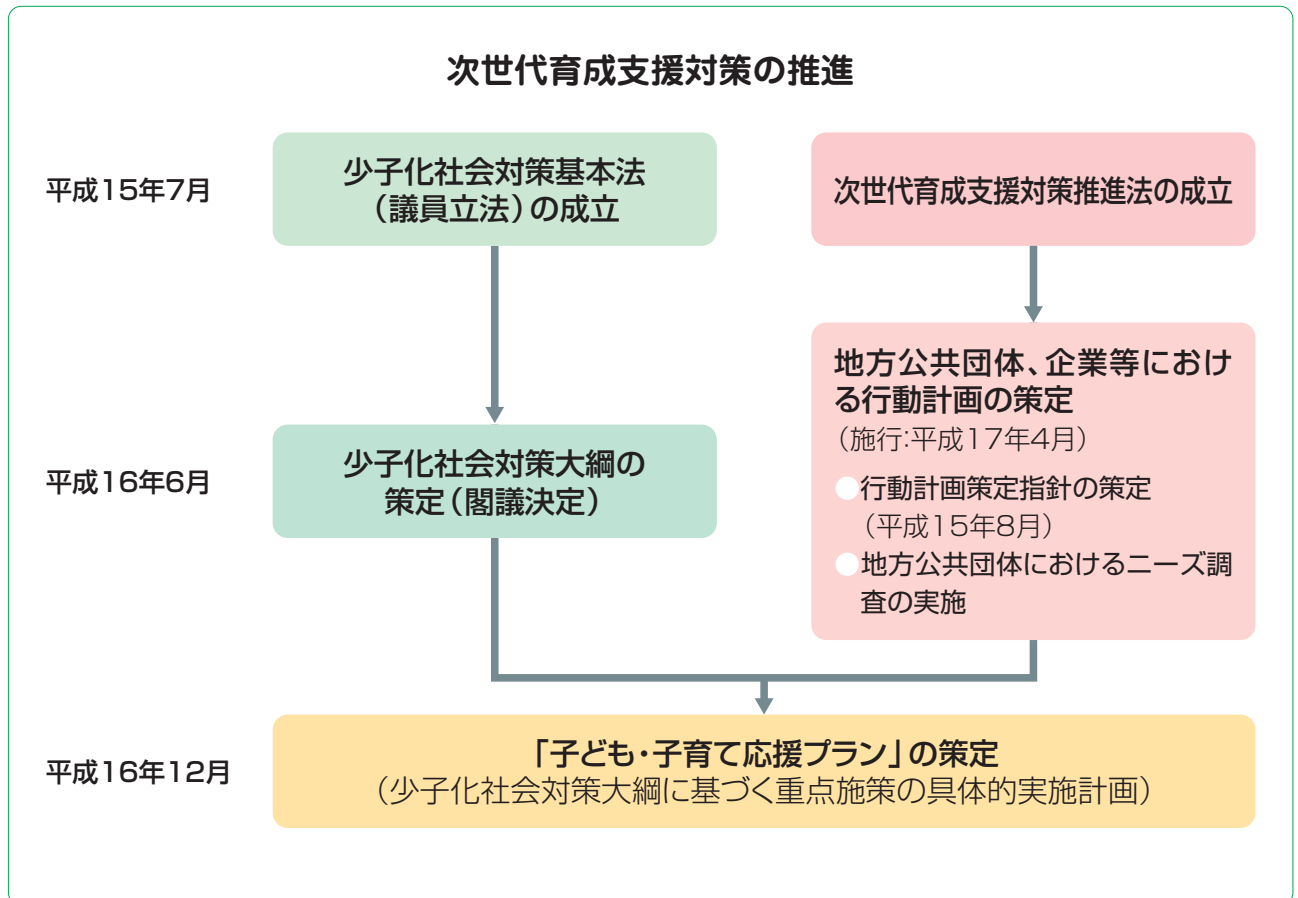 次世代育成支援対策の推進
平成15年7月
少子化社会対策基本法
（議員立法）の成立
次世代育成支援対策推進法の成立
地方公共団体、企業等におけ
る行動計画の策定
（施行:平成17年4月）
●行動計画策定指針の策定
（平成15年8月）
●地方公共団体におけるニーズ調
査の実施
平成16年6月
少子化社会対策大綱の
策定（閣議決定）
平成16年12月
「子ども・子育て応援プラン」の策定
（少子化社会対策大綱に基づく重点施策の具体的実施計画）